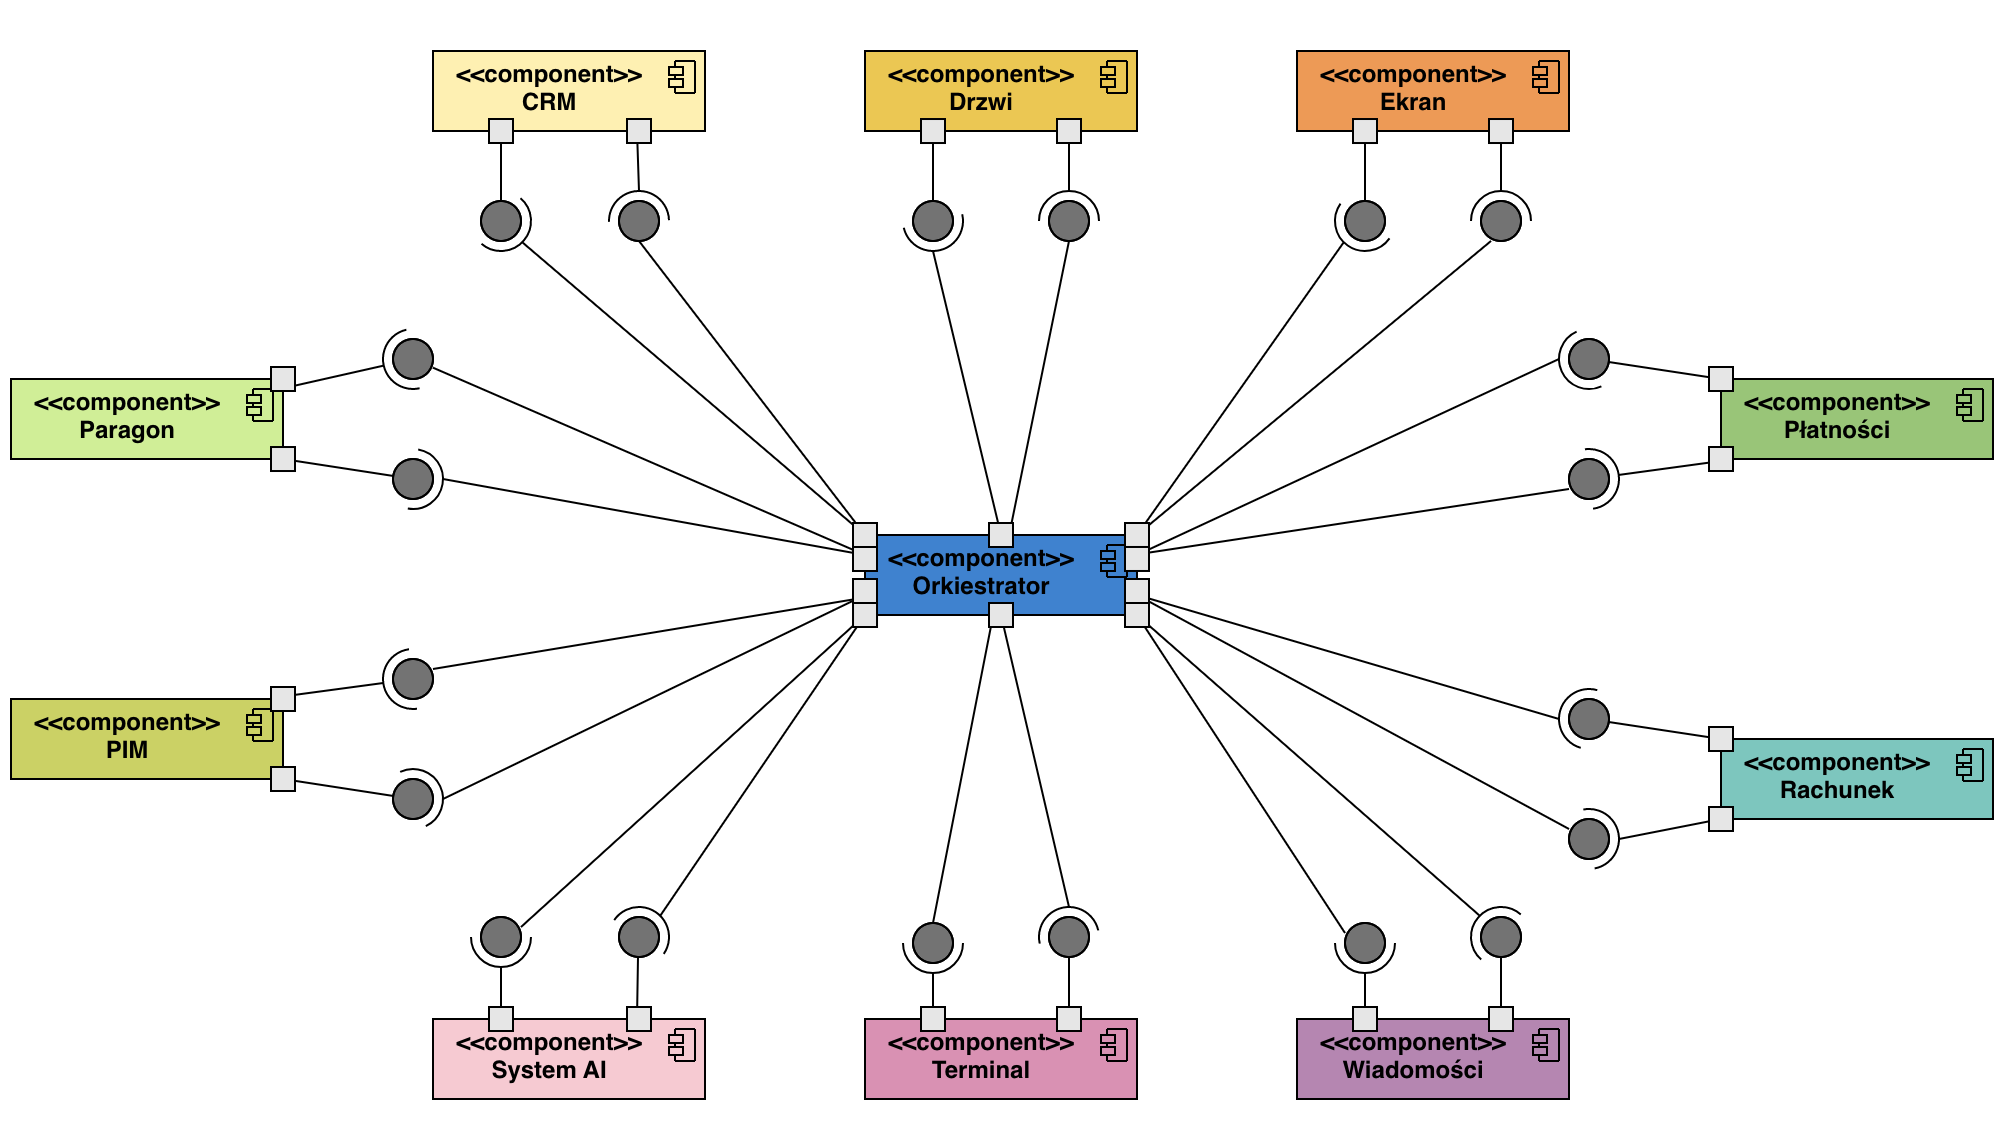 <<component>>
CRM
<<component>>
Drzwi
<<component>>
Ekran
<<component>>
Paragon
<<component>>
Płatności
<<component>>
Orkiestrator
<<component>>
PIM
<<component>>
Rachunek
<<component>>
System AI
<<component>>
Terminal
<<component>>
Wiadomości